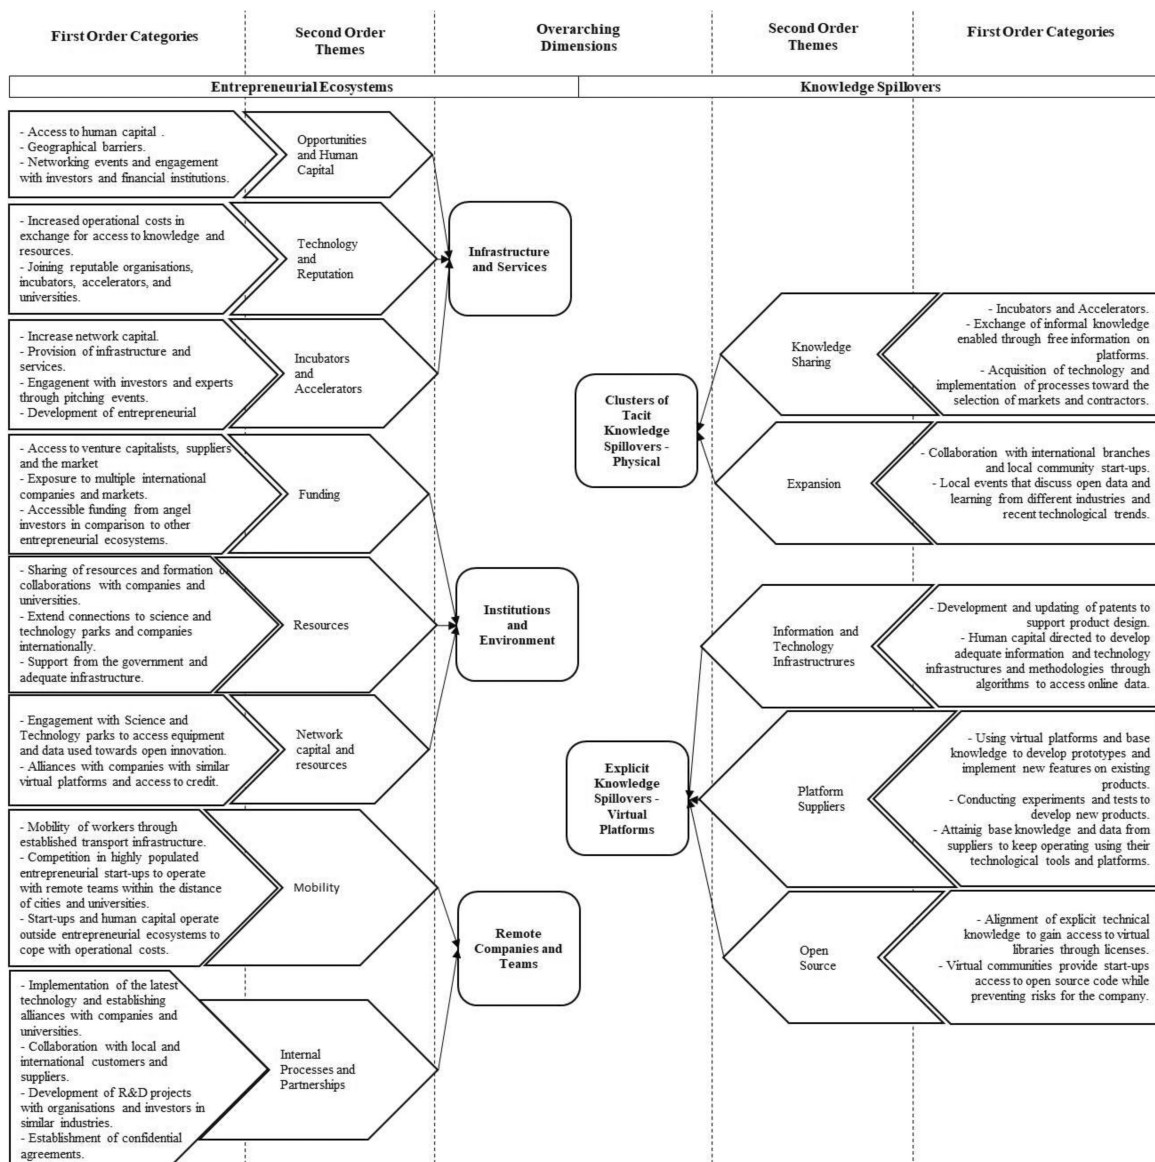 First Order Categories
Second Order
Themes
Overarching
Dimensions
Second Order
Themes
First Order Categories
Entrepreneurial Ecosystems
Knowledge Spillovers
- Access to human capital .
- Geographical barriers.
- Networking events and engagement
with investors and financial institutions.
Opportunities
and Human
Capital
- Increased operational costs in
exchange for access to knowledge and
resources.
- Joining reputable organisations,
incubators, accelerators, and
universities.
Technology
and
Reputation
- Increase network capital.
- Provision of infrastructure and
services.
- Engagenent with investors and experts
through pitching events.
- Development of entrepreneurial
Incubators
and
Accelerators
Infrastructure
and Services
- Access to venture capitalists, suppliers
and the market
- Exposure to multiple international
companies and markets.
- Accessible funding from angel
investors in comparison to other
entrepreneurial ecosystems.
Funding
- Sharing of resources and formation
collaborations with companies and
universities.
- Extend connections to science and
technology parks and companies
internationally.
- Support from the government and
adequate infrastructure.
Resources
- Engagement with Science and
Technology parks to access equipment
and data used towards open innovation.
- Alliances with companies with similar
virtual platforms and access to credit.
Network
capital and
resources
Institutions
and
Environment
- Mobility of workers through
established transport infrastructure.
- Competition in highly populated
entrepreneurial start-ups to operate
with remote teams within the distance
of cities and universities.
- Start-ups and human capital operate
outside entrepreneurial ecosystems to
cope with operational costs.
Mobility
- Implementation of the latest
technology and establishing
alliances with companies and
universities.
- Collaboration with local and
international customers and
suppliers.
- Development of R&D projects
with organisations and investors in
similar industries.
- Establishment of confidential
agreements.
Internal
Processes and
Partnerships
Remote
Companies and
Teams
Clusters of
Tacit
Knowledge
Spillovers -
Physical
Knowledge
Sharing
- Incubators and Accelerators.
- Exchange of informal knowledge
enabled through free information on
platforms.
- Acquisition of technology and
implementation of processes toward the
selection of markets and contractors.
Expansion
- Collaboration with international branches
and local community start-ups.
- Local events that discuss open data and
learning from different industries and
recent technological trends.
Explicit
Knowledge
Spillovers -
Virtual
Platforms
Information and
Technology
Infrastructrures
- Development and updating of patents to
support product design.
- Human capital directed to develop
adequate information and technology
infrastructures and methodologies through
algorithms to access online data.
Platform
Suppliers
- Using virtual platforms and base
knowledge to develop prototypes and
implement new features on existing
products.
- Conducting experiments and tests to
develop new products.
- Attainig base knowledge and data from
suppliers to keep operating using their
technological tools and platforms.
Open
Source
- Alignment of explicit technical
knowledge to gain access to virtual
libraries through licenses.
- Virtual communities provide start-ups
access to open source code while
preventing risks for the company.